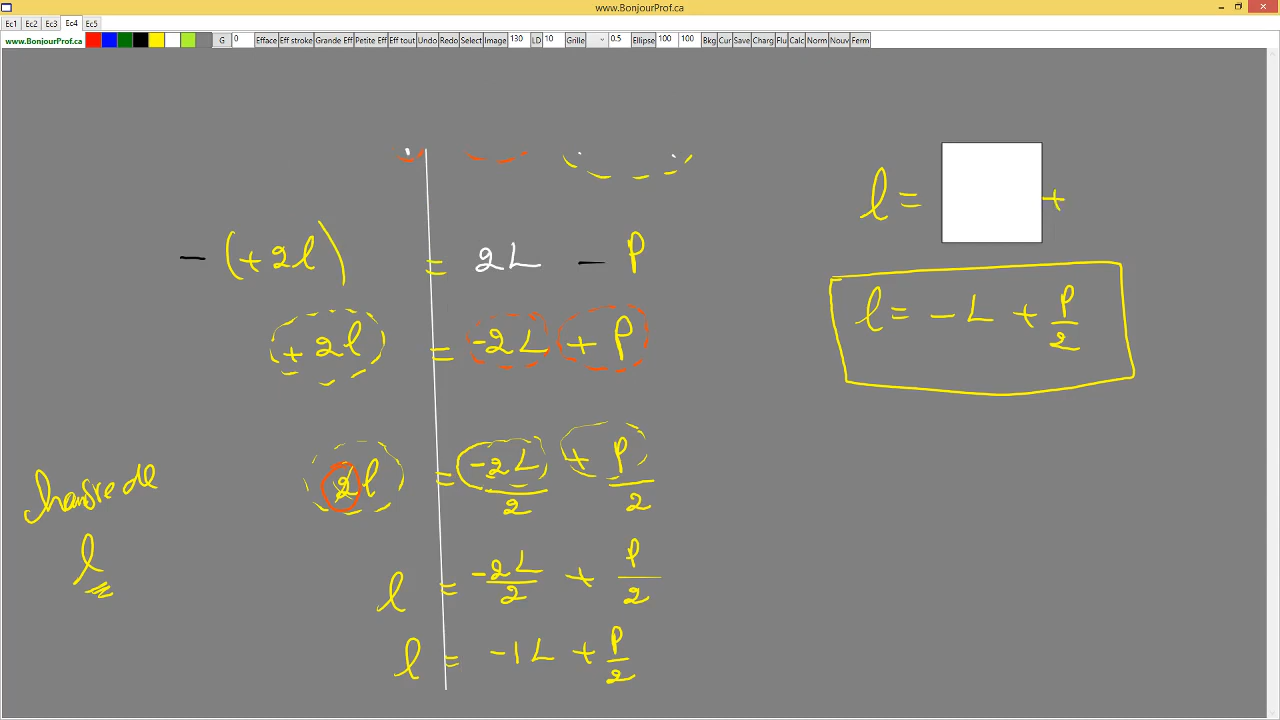 www.BonjourProf.ca
Ec1 Ec2 Ec3 Ec4 Ec5
www.BonjourProf.ca G 0 Efface Eff stroke Grande Eff Petite Eff Eff tout Undo Redo Select Image 130 LD 10 Grille 0.5 Ellipse 100 100 Bkg Cur Save Charg Flu Calc Norm Nouv Ferm
l = +
- (+2l) = 2L - P
l = - L + P/2
+2l = -2L + P
2l = -2L/2 + P/2
de
l
l = -2L/2 + P/2
l = -1L + P/2